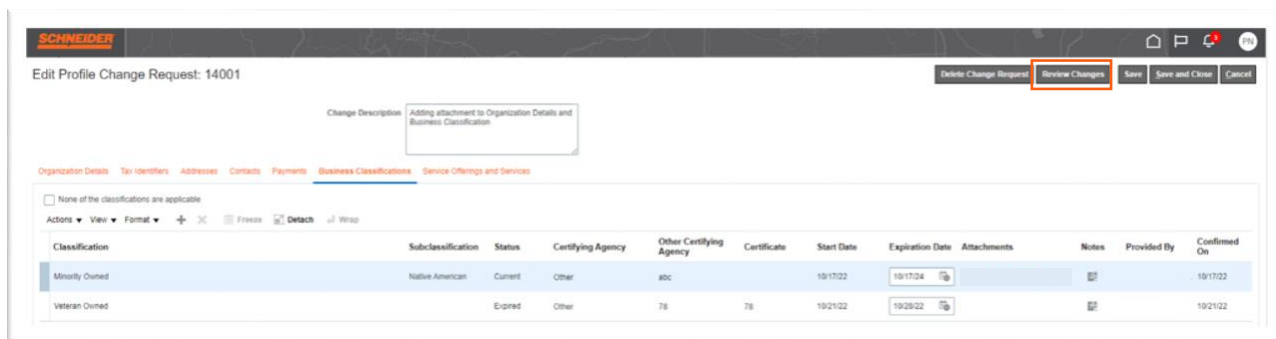 SCHNEIDER
3 PN
Edit Profile Change Request: 14001
Delete Change Request Review Changes Save Save and Close Cancel
Change Description Adding attachment to Organization Details and
Business Classification
Organization Details Tax Identifiers Addresses Contacts Payments Business Classifications Service Offerings and Services
None of the classifications are applicable
Actions View Format Freeze Detach Wrap
Classification Subclassification Status Certifying Agency Other Certifying Agency Certificate Start Date Expiration Date Attachments Notes Provided By Confirmed On
Minority Owned Native American Current Other abc 10/17/22 10/17/24 10/17/22
Veteran Owned Expired Other 78 78 10/21/22 10/29/22 10/21/22